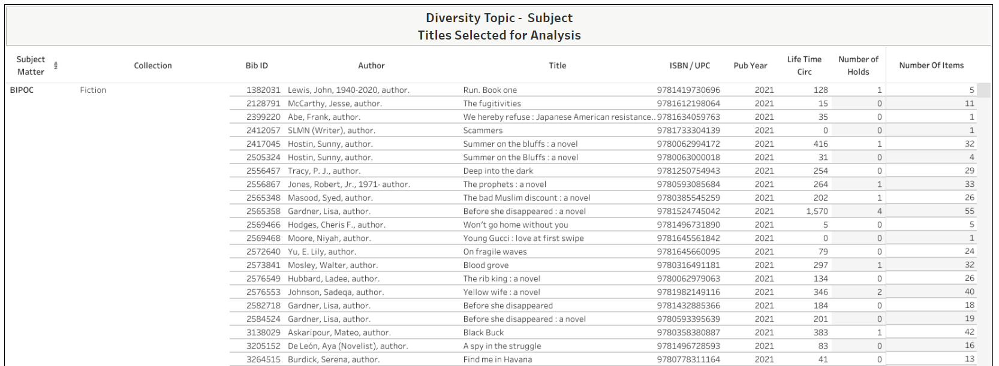 Diversity Topic - Subject
Titles Selected for Analysis
Subject Matter Collection Bib ID Author Title ISBN / UPC Pub Year Life Time Circ Number of Holds Number Of Items
BIPOC Fiction 1382031 Lewis, John, 1940-2020, author. Run. Book one 9781419730696 2021 128 1 5
2128791 McCarthy, Jesse, author. The fugitivities 9781612198064 2021 15 0 11
2399220 Abe, Frank, author. We hereby refuse : Japanese American resistance.. 9781634059763 2021 35 0 1
2412057 SLMN (Writer), author. Scammers 9781733304139 2021 0 0 1
2417045 Hostin, Sunny, author. Summer on the bluffs : a novel 9780062994172 2021 416 1 32
2505324 Hostin, Sunny, author. Summer on the Bluffs : a novel 9780063000018 2021 31 0 4
2556457 Tracy, P. J., author. Deep into the dark 9781250754943 2021 254 0 29
2556867 Jones, Robert, Jr., 1971- author. The prophets : a novel 9780593085684 2021 264 1 33
2565348 Masood, Syed, author. The bad Muslim discount : a novel 9780385545259 2021 202 1 26
2565358 Gardner, Lisa, author. Before she disappeared : a novel 9781524745042 2021 1,570 4 55
2569466 Hodges, Cheris F., author. Won't go home without you 9781496731890 2021 5 0 5
2569468 Moore, Niyah, author. Young Gucci : love at first swipe 9781645561842 2021 0 0 1
2572640 Yu, E. Lily, author. On fragile waves 9781645660095 2021 79 0 24
2573841 Mosley, Walter, author. Blood grove 9780316491181 2021 297 1 32
2576549 Hubbard, Ladee, author. The rib king : a novel 9780062979063 2021 134 0 26
2576553 Johnson, Sadeqa, author. Yellow wife : a novel 9781982149116 2021 346 2 40
2582718 Gardner, Lisa, author. Before she disappeared 9781432885366 2021 184 0 18
2584524 Gardner, Lisa, author. Before she disappeared : a novel 9780593395639 2021 201 0 19
3138029 Askaripour, Mateo, author. Black Buck 9780358380887 2021 383 1 42
3205152 De León, Aya (Novelist), author. A spy in the struggle 9781496728593 2021 83 0 16
3264515 Burdick, Serena, author. Find me in Havana 9780778311164 2021 41 0 13